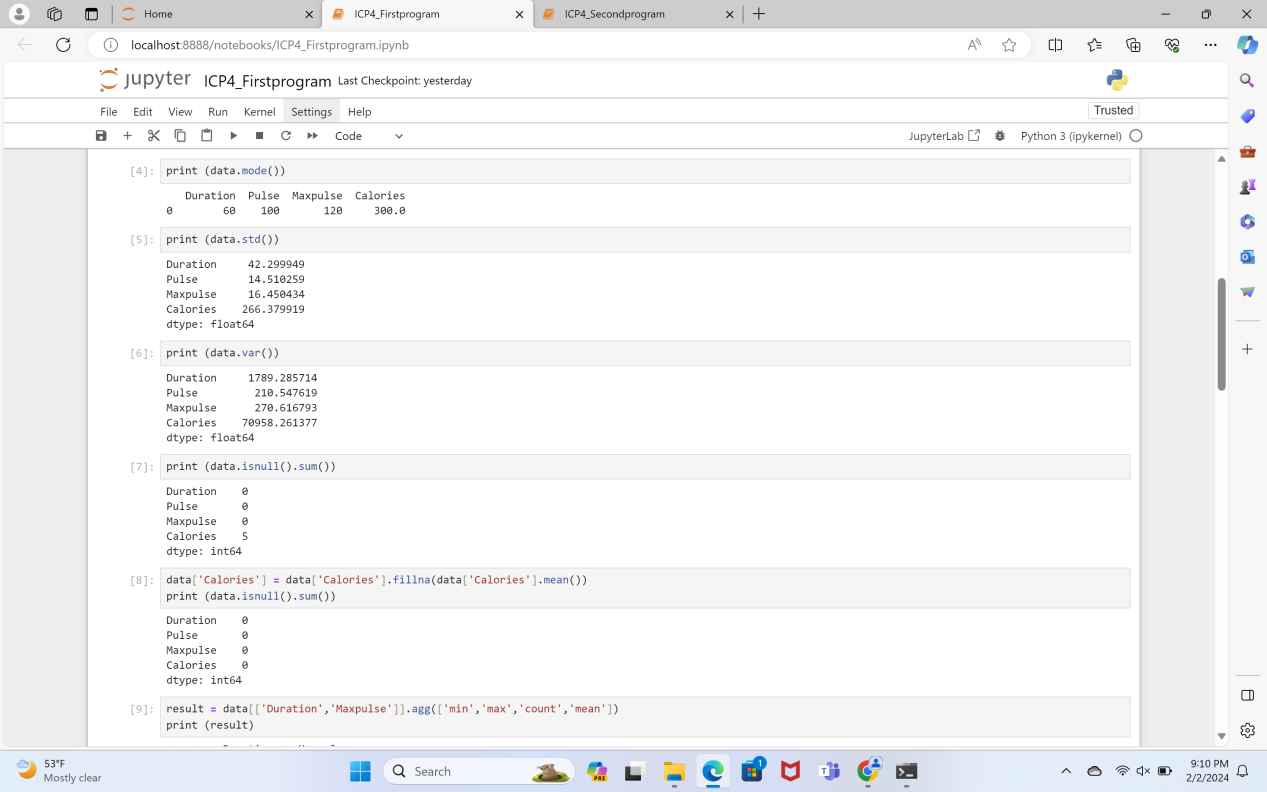 Home
ICP4_Firstprogram
ICP4_Secondprogram
localhost:8888/notebooks/ICP4_Firstprogram.ipynb
jupyter ICP4_Firstprogram Last Checkpoint: yesterday
File Edit View Run Kernel Settings Help
Trusted
Code
JupyterLab
Python 3 (ipykernel)
[4]: print (data.mode())
Duration Pulse Maxpulse Calories
0 60 100 120 300.0
[5]: print (data.std())
Duration 42.299949
Pulse 14.510259
Maxpulse 16.450434
Calories 266.379919
dtype: float64
[6]: print (data.var())
Duration 1789.285714
Pulse 210.547619
Maxpulse 270.616793
Calories 70958.261377
dtype: float64
[7]: print (data.isnull().sum())
Duration 0
Pulse 0
Maxpulse 0
Calories 5
dtype: int64
[8]: data['Calories'] = data['Calories'].fillna(data['Calories'].mean())
print (data.isnull().sum())
Duration 0
Pulse 0
Maxpulse 0
Calories 0
dtype: int64
[9]: result = data[['Duration','Maxpulse']].agg(['min','max','count','mean'])
print (result)
53°F
Mostly clear
Search
PRE
1
9:10 PM
2/2/2024